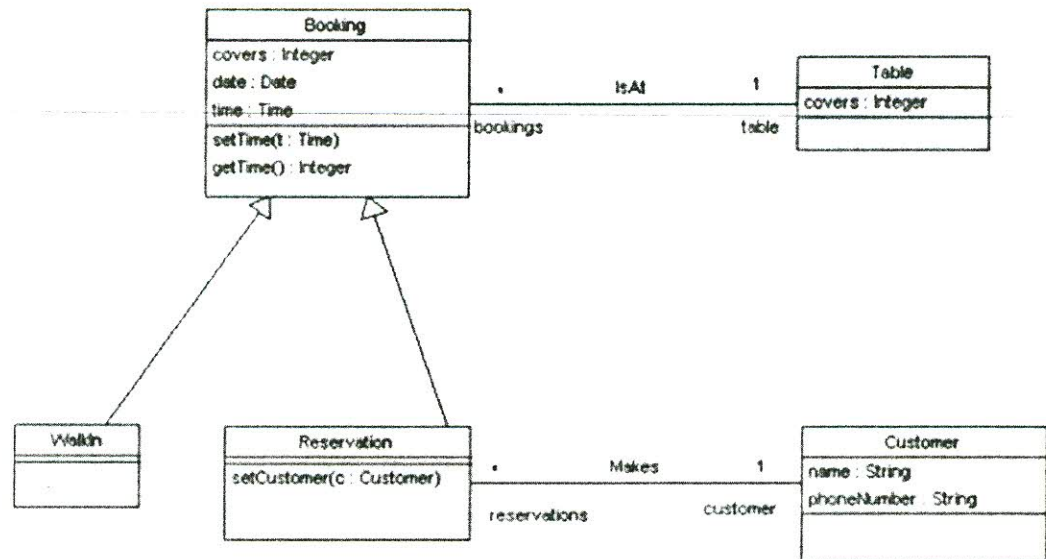 Booking
covers : Integer
date : Date
time : Time
setTime(t : Time)
getTime() : Integer
* IsAt 1
bookings table
Table
covers : Integer
WalkIn
Reservation
setCustomer(c : Customer)
* Makes 1
reservations customer
Customer
name : String
phoneNumber : String